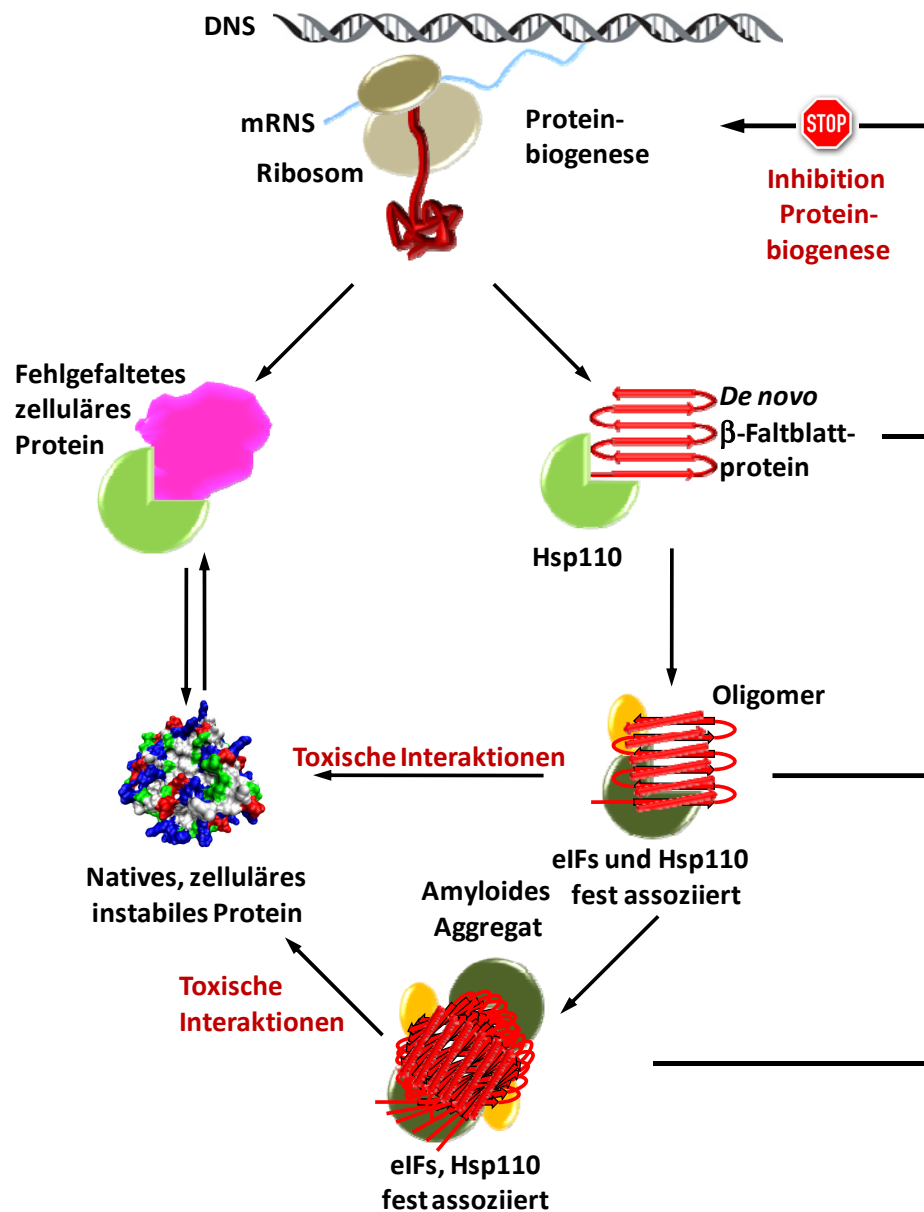 DNS
mRNS
Ribosom
Protein-
biogenese
STOP
Inhibition
Protein-
biogenese
Fehlgefaltetes
zelluläres
Protein
De novo
β-Faltblatt-
protein
Hsp110
Oligomer
Toxische Interaktionen
eIFs und Hsp110
fest assoziiert
Natives, zelluläres
instabiles Protein
Amyloides
Aggregat
Toxische
Interaktionen
eIFs, Hsp110
fest assoziiert